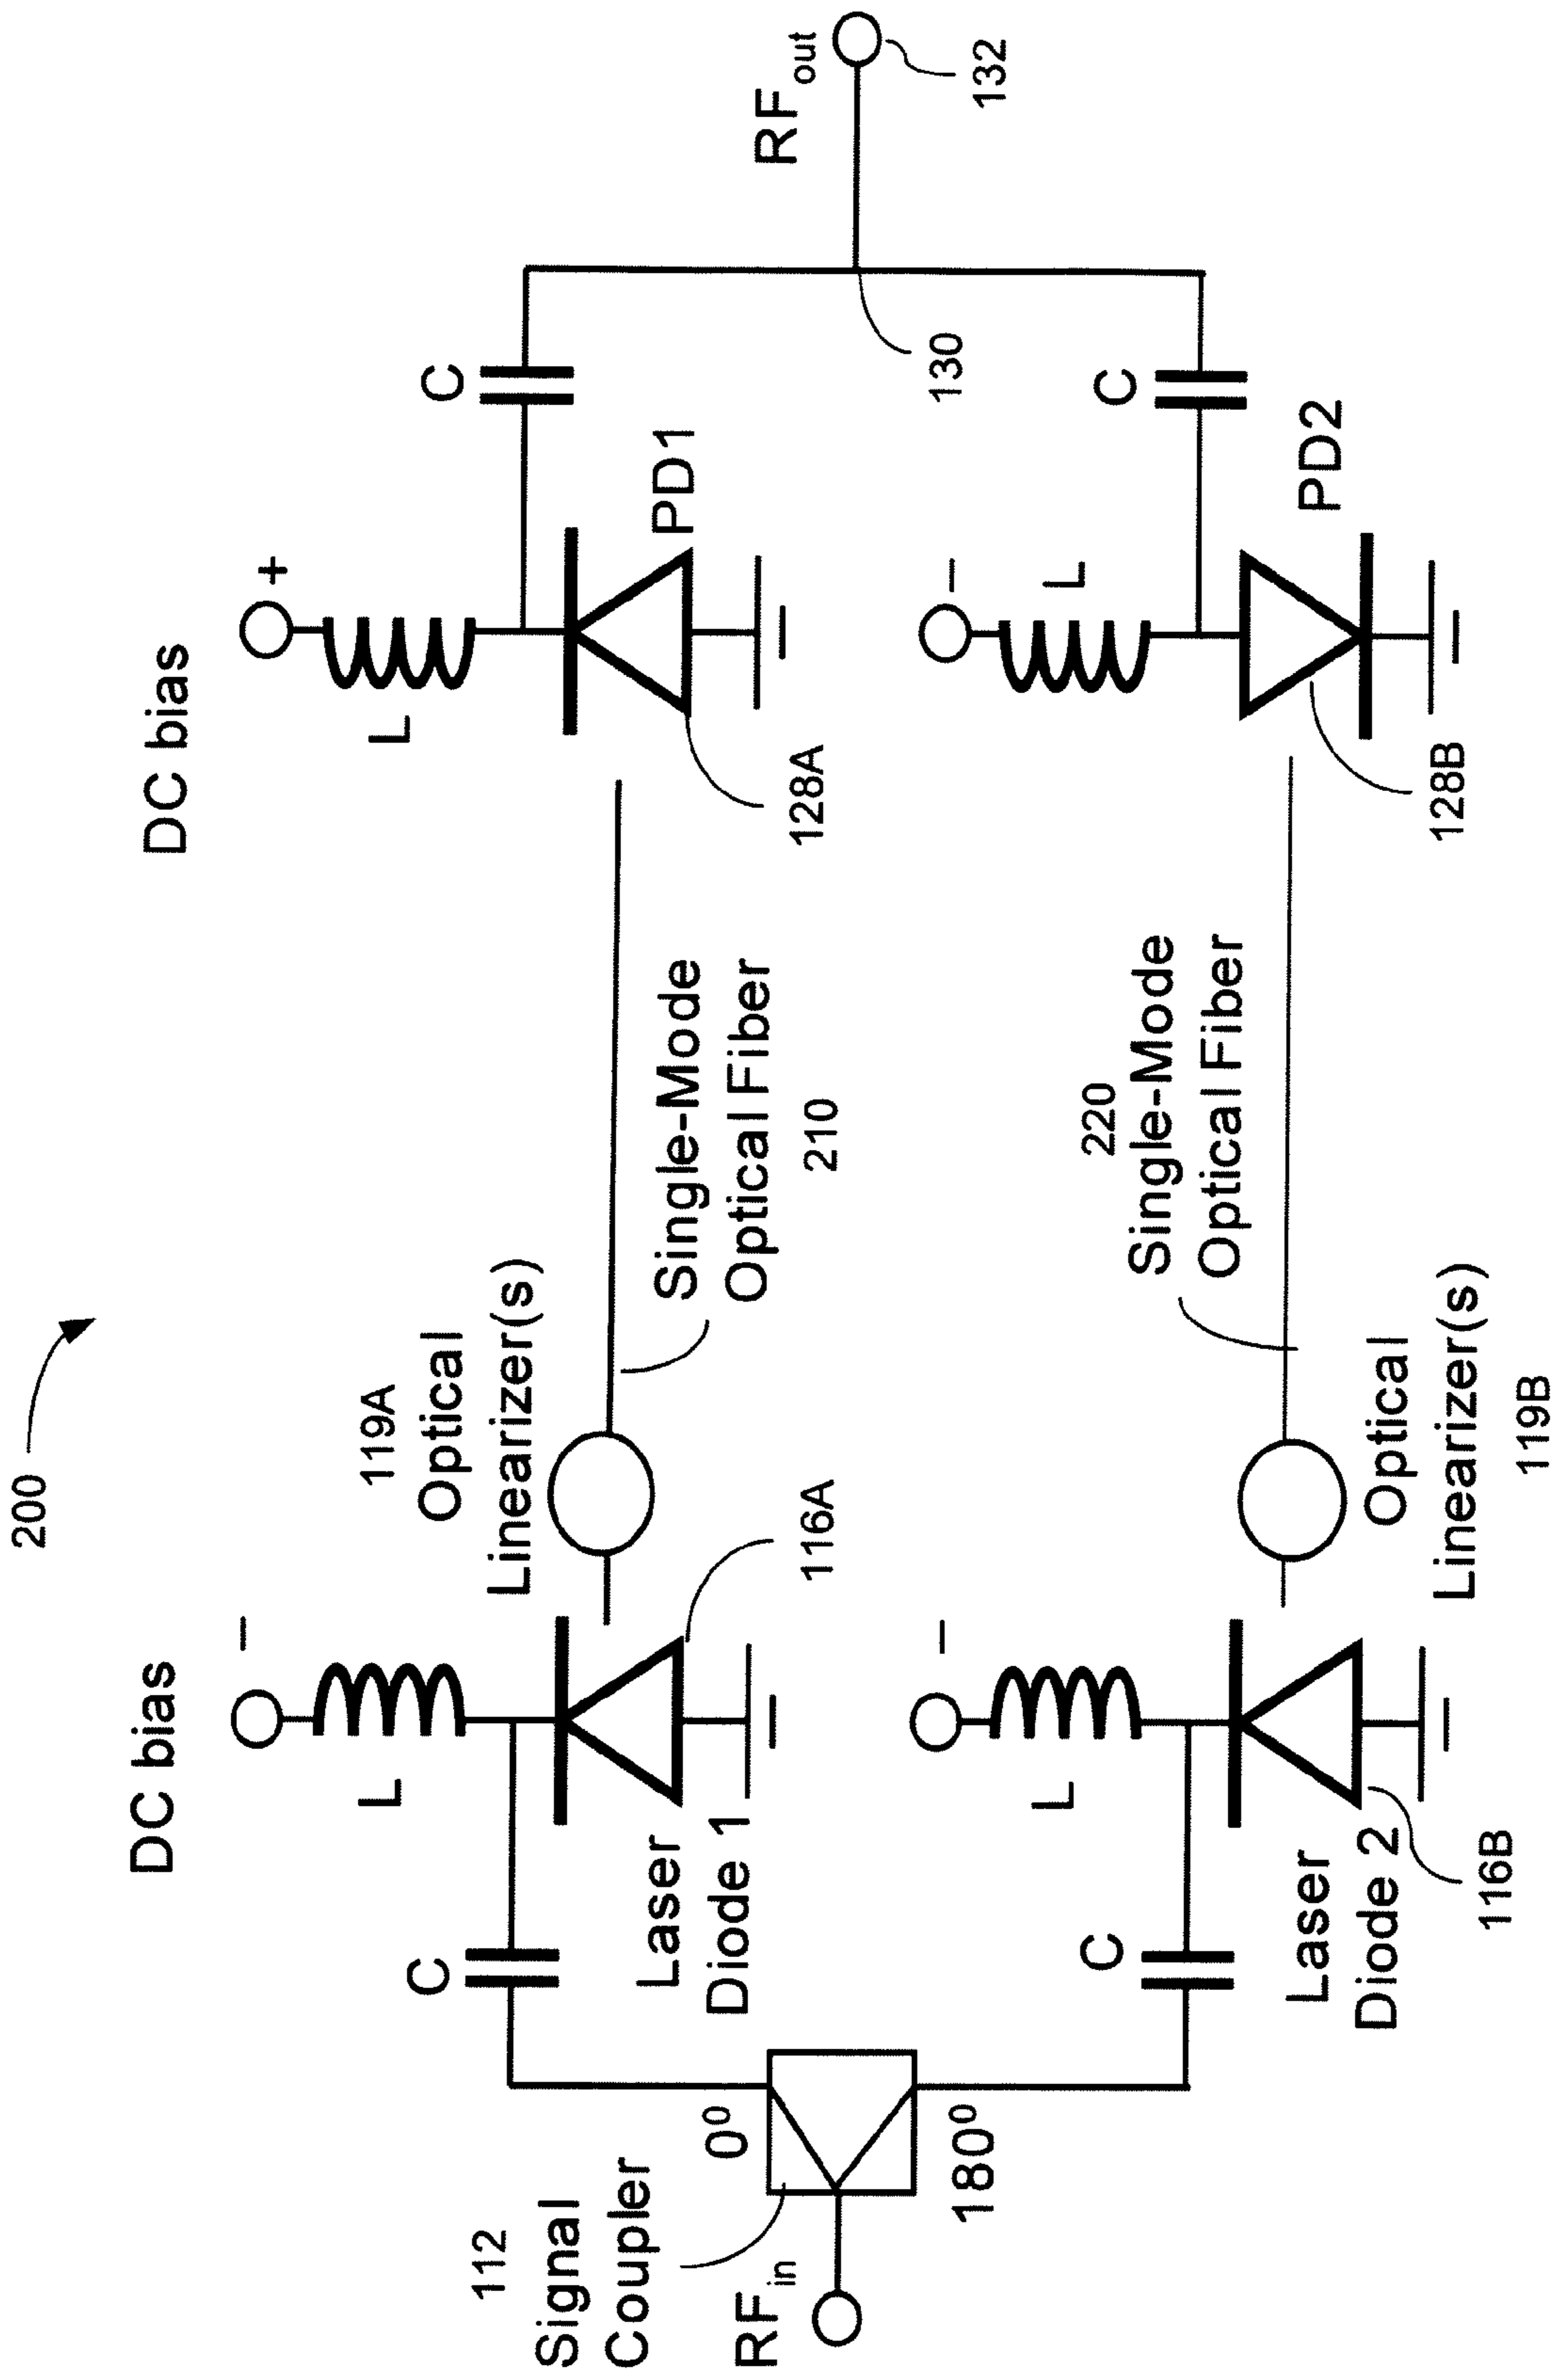 200
DC bias
DC bias
–
+
L
L
C
C
119A
Optical
Linearizer(s)
112
Signal
Coupler
Laser
Diode 1
116A
Single-Mode
Optical Fiber
210
PD1
128A
RFout
132
0⁰
RFin
180⁰
130
–
–
L
L
C
C
220
Single-Mode
Optical Fiber
Laser
Diode 2
116B
Optical
Linearizer(s)
119B
PD2
128B